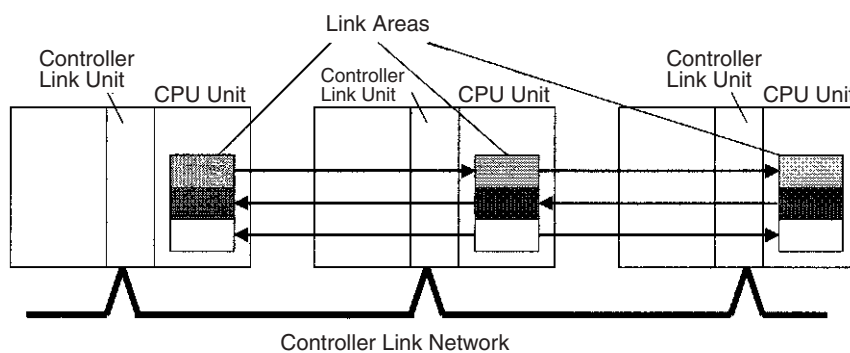 Link Areas
Controller
Link Unit
CPU Unit
Controller
Link Unit
CPU Unit
Controller
Link Unit
CPU Unit
Controller Link Network